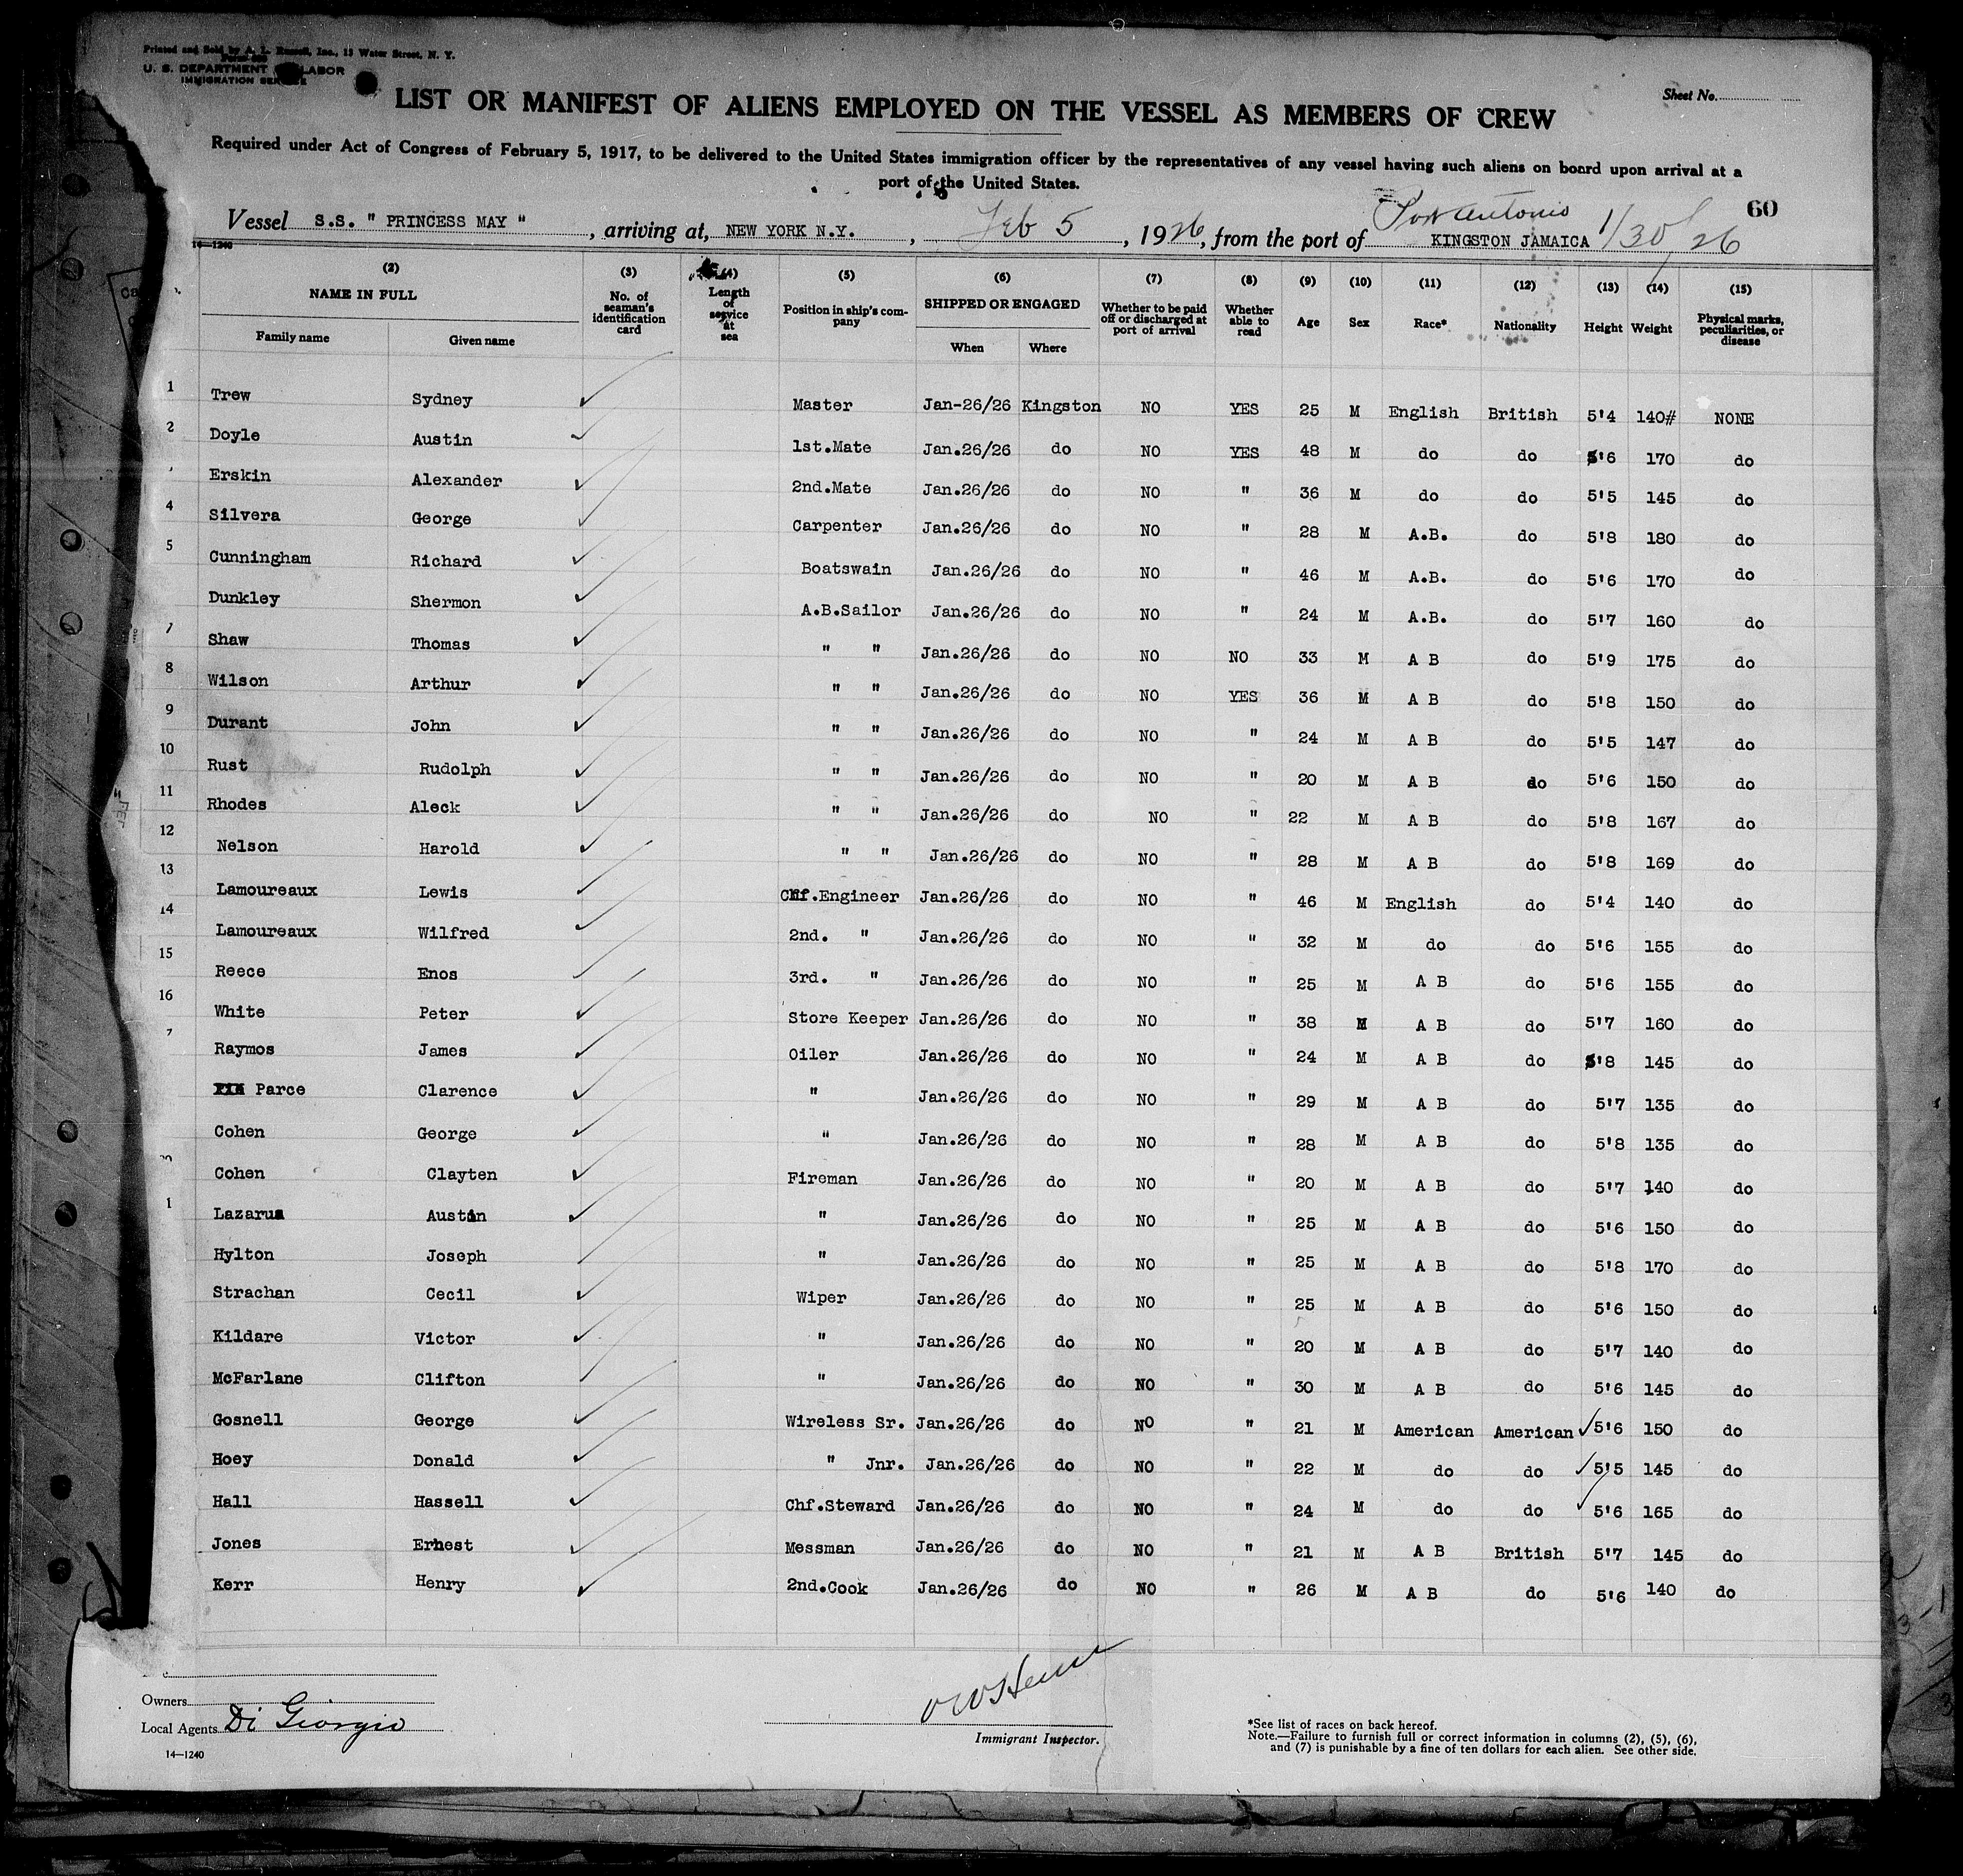 Printed and Sold by A. L. Russell, Inc., 13 Water Street, N. Y.
U. S. DEPARTMENT LABOR
IMMIGRATION SERVICE
Sheet No.
LIST OR MANIFEST OF ALIENS EMPLOYED ON THE VESSEL AS MEMBERS OF CREW
Required under Act of Congress of February 5, 1917, to be delivered to the United States immigration officer by the representatives of any vessel having such aliens on board upon arrival at a
port of the United States.
60
Port Antonio
Vessel S.S. " PRINCESS MAY " , arriving at, NEW YORK N.Y. , Feb 5 , 1926, from the port of KINGSTON JAMAICA 1/30/26
14—1240
(2) (3) (4) (5) (6) (7) (8) (9) (10) (11) (12) (13) (14) (15)
NAME IN FULL No. of seaman's identification card Length of service at sea Position in ship's com-pany SHIPPED OR ENGAGED Whether to be paid off or discharged at port of arrival Whether able to read Age Sex Race* Nationality Height Weight Physical marks, peculiarities, or disease
Family name Given name When Where
1 Trew Sydney Master Jan-26/26 Kingston NO YES 25 M English British 5'4 140# NONE
2 Doyle Austin 1st.Mate Jan.26/26 do NO YES 48 M do do 5'6 170 do
Erskin Alexander 2nd.Mate Jan.26/26 do NO " 36 M do do 5'5 145 do
4 Silvera George Carpenter Jan.26/26 do NO " 28 M A.B. do 5'8 180 do
5 Cunningham Richard Boatswain Jan.26/26 do NO " 46 M A.B. do 5'6 170 do
Dunkley Shermon A.B.Sailor Jan.26/26 do NO " 24 M A.B. do 5'7 160 do
7 Shaw Thomas " " Jan.26/26 do NO NO 33 M A B do 5'9 175 do
8 Wilson Arthur " " Jan.26/26 do NO YES 36 M A B do 5'8 150 do
9 Durant John " " Jan.26/26 do NO " 24 M A B do 5'5 147 do
10 Rust Rudolph " " Jan.26/26 do NO " 20 M A B do 5'6 150 do
11 Rhodes Aleck " " Jan.26/26 do NO " 22 M A B do 5'8 167 do
12 Nelson Harold " " Jan.26/26 do NO " 28 M A B do 5'8 169 do
13 Lamoureaux Lewis Chf.Engineer Jan.26/26 do NO " 46 M English do 5'4 140 do
14 Lamoureaux Wilfred 2nd. " Jan.26/26 do NO " 32 M do do 5'6 155 do
15 Reece Enos 3rd. " Jan.26/26 do NO " 25 M A B do 5'6 155 do
16 White Peter Store Keeper Jan.26/26 do NO " 38 M A B do 5'7 160 do
7 Raymos James Oiler Jan.26/26 do NO " 24 M A B do 5'8 145 do
Parce Clarence " Jan.26/26 do NO " 29 M A B do 5'7 135 do
Cohen George " Jan.26/26 do NO " 28 M A B do 5'8 135 do
Cohen Clayten Fireman Jan.26/26 do NO " 20 M A B do 5'7 140 do
1 Lazarus Austin " Jan.26/26 do NO " 25 M A B do 5'6 150 do
Hylton Joseph " Jan.26/26 do NO " 25 M A B do 5'8 170 do
Strachan Cecil Wiper Jan.26/26 do NO " 25 M A B do 5'6 150 do
Kildare Victor " Jan.26/26 do NO " 20 M A B do 5'7 140 do
McFarlane Clifton " Jan.26/26 do NO " 30 M A B do 5'6 145 do
Gosnell George Wireless Sr. Jan.26/26 do NO " 21 M American American 5'6 150 do
Hoey Donald " Jnr. Jan.26/26 do NO " 22 M do do 5'5 145 do
Hall Hassell Chf.Steward Jan.26/26 do NO " 24 M do do 5'6 165 do
Jones Ernest Messman Jan.26/26 do NO " 21 M A B British 5'7 145 do
Kerr Henry 2nd.Cook Jan.26/26 do NO " 26 M A B do 5'6 140 do
Owners
Local Agents Di Giorgio
14—1240
Immigrant Inspector.
*See list of races on back hereof.
Note.—Failure to furnish full or correct information in columns (2), (5), (6),
and (7) is punishable by a fine of ten dollars for each alien. See other side.